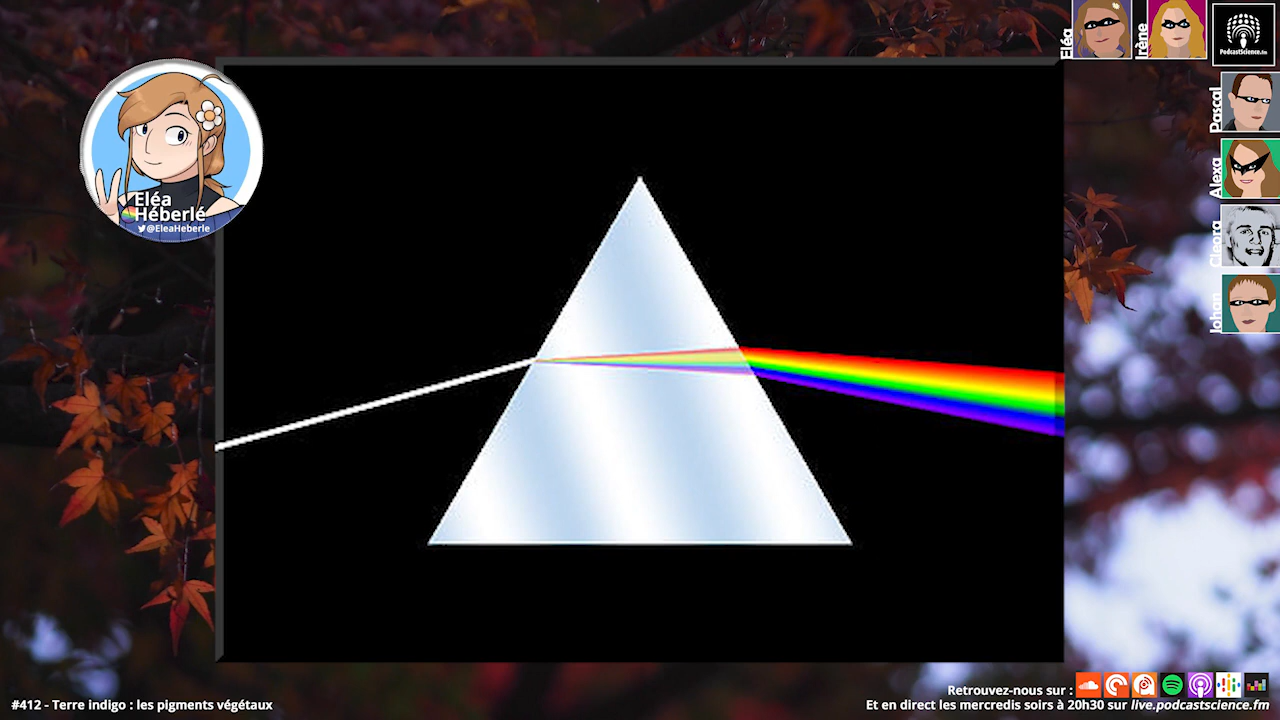 Eléa
Irène
PodcastScience.fm
Eléa
Héberlé
@EleaHeberle
Pascal
Alexa
Cleora
Johan
Retrouvez-nous sur :
#412 - Terre indigo : les pigments végétaux
Et en direct les mercredis soirs à 20h30 sur live.podcastscience.fm